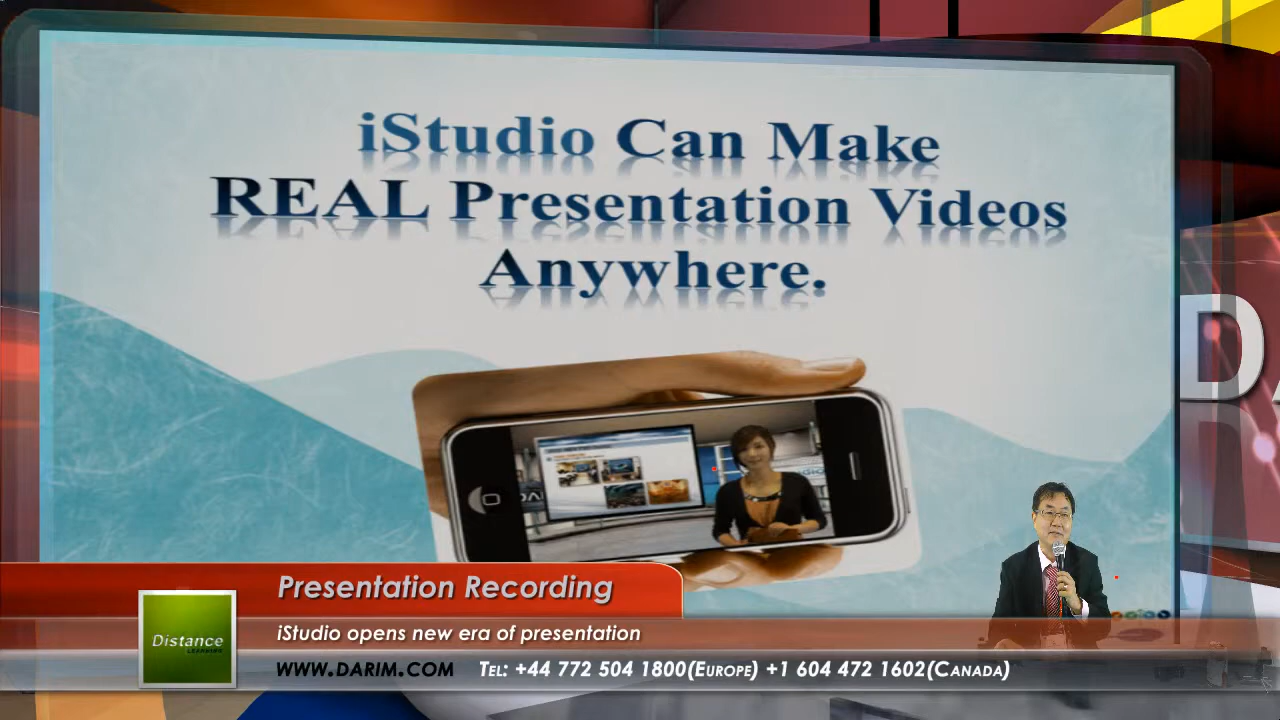 iStudio Can Make
REAL Presentation Videos
Anywhere.
D
Presentation Recording
iStudio opens new era of presentation
Distance
LEARNING
WWW.DARIM.COM TEL: +44 772 504 1800(EUROPE) +1 604 472 1602(CANADA)